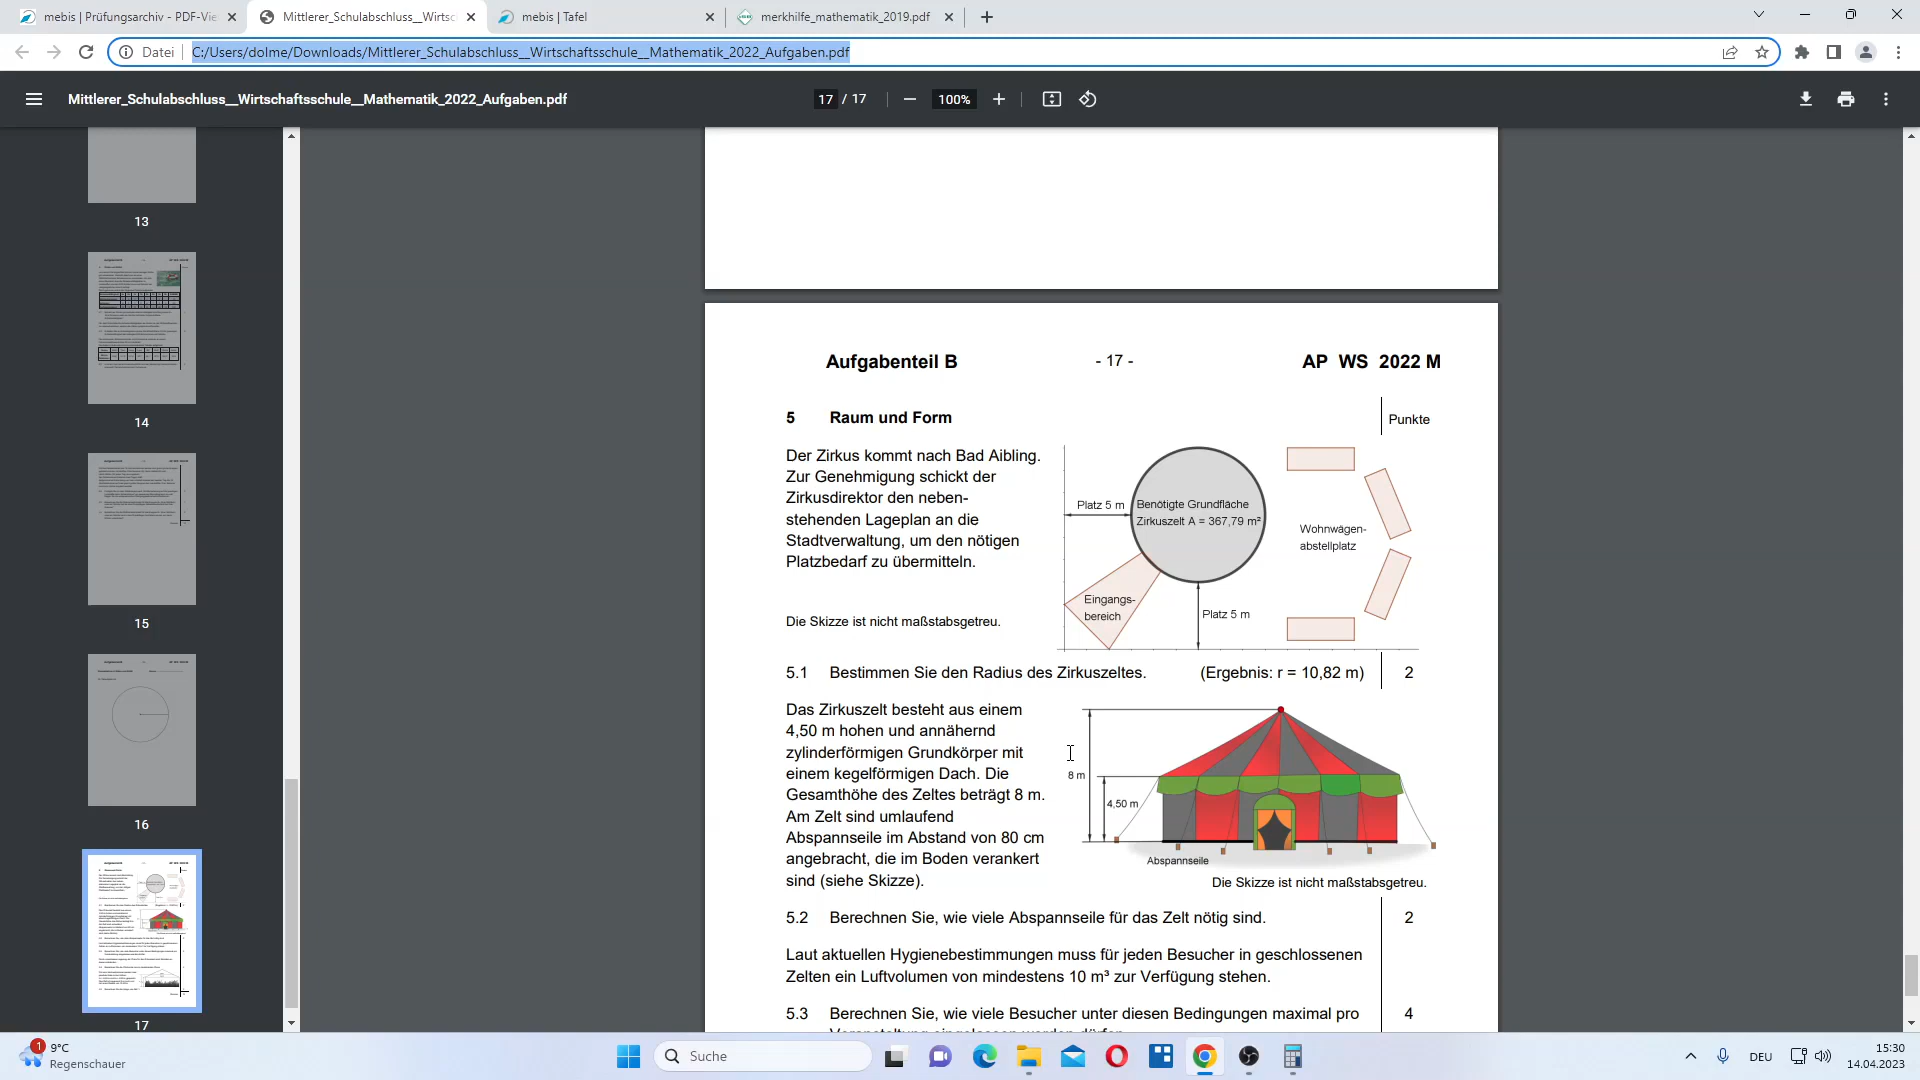 mebis | Prüfungsarchiv - PDF-Vie
Mittlerer_Schulabschluss__Wirtsc
mebis | Tafel
merkhilfe_mathematik_2019.pdf
Datei
C:/Users/dolme/Downloads/Mittlerer_Schulabschluss__Wirtschaftsschule__Mathematik_2022_Aufgaben.pdf
Mittlerer_Schulabschluss__Wirtschaftsschule__Mathematik_2022_Aufgaben.pdf
17 / 17
100%
13
14
15
16
17
Aufgabenteil B - 17 - AP WS 2022 M
5 Raum und Form
Punkte
Der Zirkus kommt nach Bad Aibling.
Zur Genehmigung schickt der
Zirkusdirektor den neben-
stehenden Lageplan an die
Stadtverwaltung, um den nötigen
Platzbedarf zu übermitteln.
Die Skizze ist nicht maßstabsgetreu.
Platz 5 m
Benötigte Grundfläche
Zirkuszelt A = 367,79 m²
Wohnwägen-
abstellplatz
Eingangs-
bereich
Platz 5 m
5.1 Bestimmen Sie den Radius des Zirkuszeltes. (Ergebnis: r = 10,82 m) 2
Das Zirkuszelt besteht aus einem
4,50 m hohen und annähernd
zylinderförmigen Grundkörper mit
einem kegelförmigen Dach. Die
Gesamthöhe des Zeltes beträgt 8 m.
Am Zelt sind umlaufend
Abspannseile im Abstand von 80 cm
angebracht, die im Boden verankert
sind (siehe Skizze).
8 m
4,50 m
Abspannseile
Die Skizze ist nicht maßstabsgetreu.
5.2 Berechnen Sie, wie viele Abspannseile für das Zelt nötig sind. 2
Laut aktuellen Hygienebestimmungen muss für jeden Besucher in geschlossenen
Zelten ein Luftvolumen von mindestens 10 m³ zur Verfügung stehen.
5.3 Berechnen Sie, wie viele Besucher unter diesen Bedingungen maximal pro 4
1
9°C
Regenschauer
Suche
DEU
15:30
14.04.2023